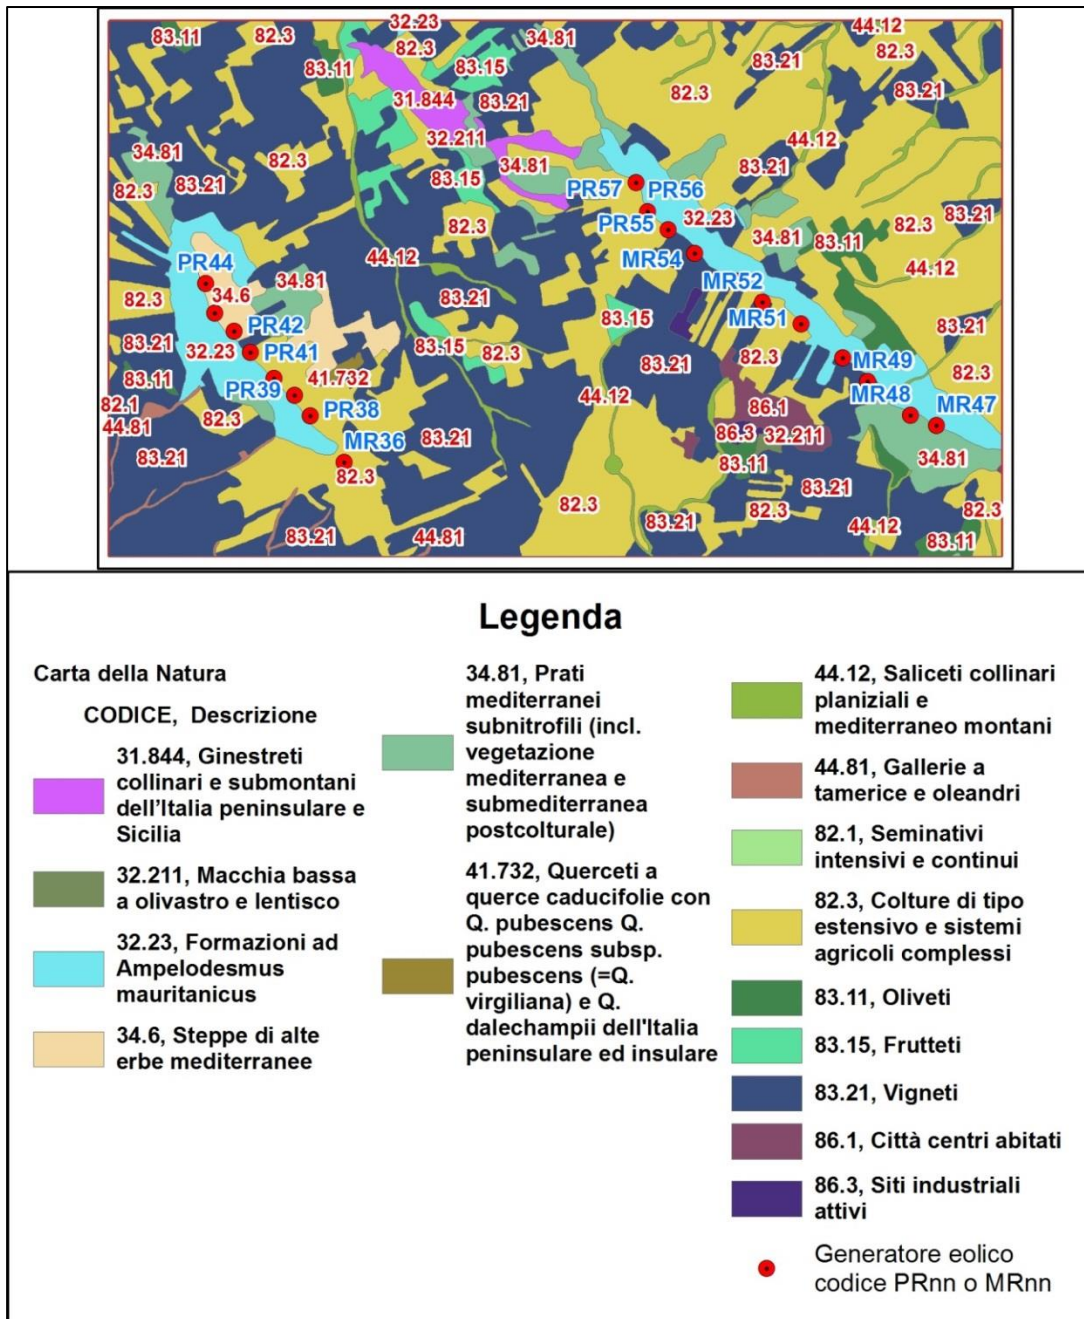 32.23
44.12
83.11
82.3
82.3
34.81
83.21
82.3
83.11
83.15
82.3
83.21
31.844
83.21
32.211
44.12
34.81
82.3
83.21
82.3
83.15
34.81
83.21
PR57
PR56
82.3
PR55
32.23
34.81
83.11
82.3
83.21
MR54
44.12
44.12
PR44
34.81
MR52
82.3
34.6
83.21
PR42
83.15
MR51
83.21
83.21
32.23
PR41
83.15
82.3
83.21
82.3
MR49
83.11
PR39
41.732
44.12
82.3
82.1
82.3
PR38
86.1
MR48
MR47
44.81
83.21
MR36
83.21
86.3
32.211
34.81
82.3
83.11
83.21
82.3
82.3
82.3
83.21
44.81
83.21
44.12
83.11
Legenda
Carta della Natura
CODICE, Descrizione
31.844, Ginestreti
collinari e submontani
dell'Italia peninsulare e
Sicilia
32.211, Macchia bassa
a olivastro e lentisco
32.23, Formazioni ad
Ampelodesmus
mauritanicus
34.6, Steppe di alte
erbe mediterranee
34.81, Prati
mediterranei
subnitrofili (incl.
vegetazione
mediterranea e
submediterranea
postcolturale)
41.732, Querceti a
querce caducifolie con
Q. pubescens Q.
pubescens subsp.
pubescens (=Q.
virgiliana) e Q.
dalechampii dell'Italia
peninsulare ed insulare
44.12, Saliceti collinari
planiziali e
mediterraneo montani
44.81, Gallerie a
tamerice e oleandri
82.1, Seminativi
intensivi e continui
82.3, Colture di tipo
estensivo e sistemi
agricoli complessi
83.11, Oliveti
83.15, Frutteti
83.21, Vigneti
86.1, Città centri abitati
86.3, Siti industriali
attivi
Generatore eolico
codice PRnn o MRnn